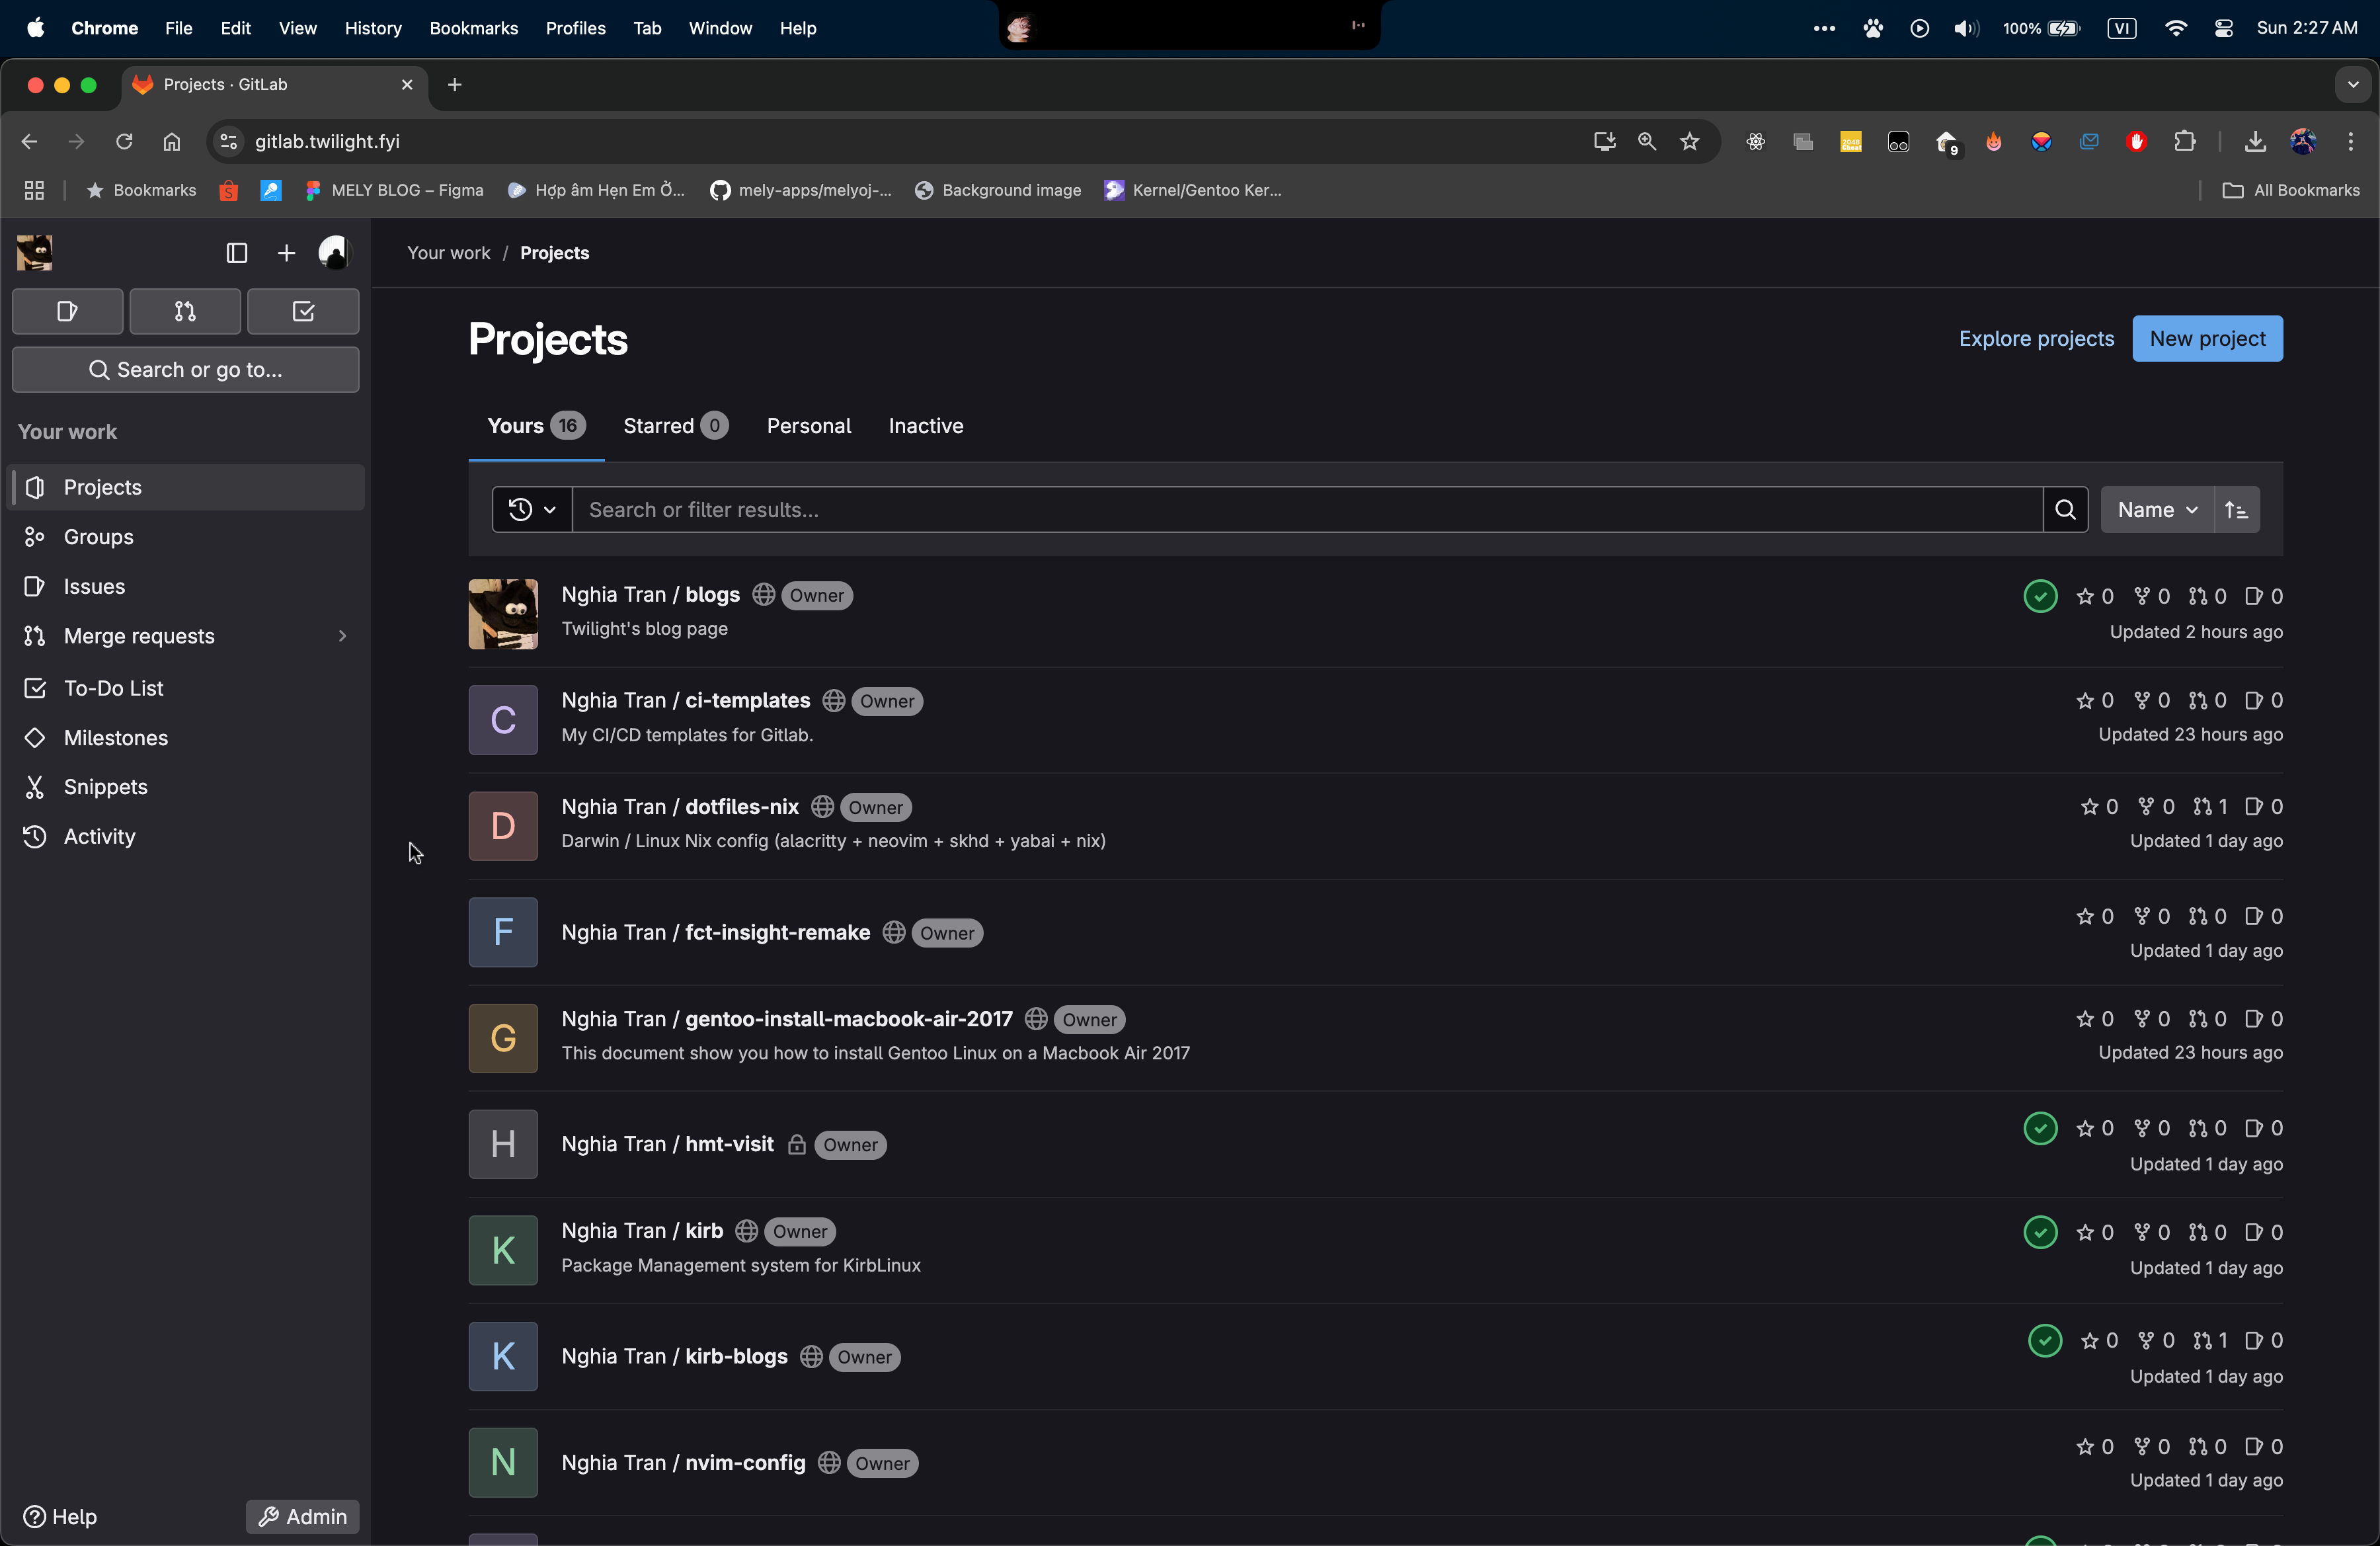 Chrome File Edit View History Bookmarks Profiles Tab Window Help 100% VI Sun 2:27 AM
Projects · GitLab
gitlab.twilight.fyi 9
Bookmarks MELY BLOG – Figma Hợp âm Hẹn Em Ở... mely-apps/melyoj-... Background image Kernel/Gentoo Ker... All Bookmarks
Your work / Projects
Search or go to...
Your work
Projects
Groups
Issues
Merge requests
To-Do List
Milestones
Snippets
Activity
Help
Admin
Projects
Explore projects New project
Yours 16 Starred 0 Personal Inactive
Search or filter results... Name
Nghia Tran / blogs Owner 0 0 0 0
Twilight's blog page Updated 2 hours ago
C Nghia Tran / ci-templates Owner 0 0 0 0
My CI/CD templates for Gitlab. Updated 23 hours ago
D Nghia Tran / dotfiles-nix Owner 0 0 1 0
Darwin / Linux Nix config (alacritty + neovim + skhd + yabai + nix) Updated 1 day ago
F Nghia Tran / fct-insight-remake Owner 0 0 0 0
Updated 1 day ago
G Nghia Tran / gentoo-install-macbook-air-2017 Owner 0 0 0 0
This document show you how to install Gentoo Linux on a Macbook Air 2017 Updated 23 hours ago
H Nghia Tran / hmt-visit Owner 0 0 0 0
Updated 1 day ago
K Nghia Tran / kirb Owner 0 0 0 0
Package Management system for KirbLinux Updated 1 day ago
K Nghia Tran / kirb-blogs Owner 0 0 1 0
Updated 1 day ago
N Nghia Tran / nvim-config Owner 0 0 0 0
Updated 1 day ago